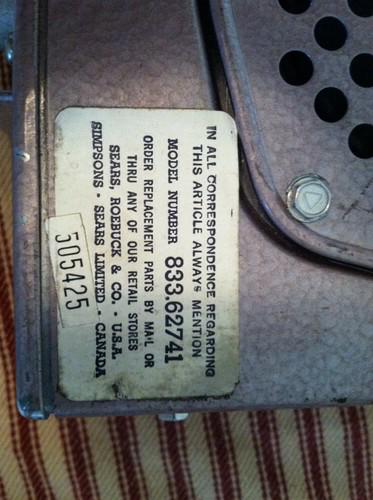 IN ALL CORRESPONDENCE REGARDING
THIS ARTICLE ALWAYS MENTION
MODEL NUMBER 833.62741
ORDER REPLACEMENT PARTS BY MAIL OR
THRU ANY OF OUR RETAIL STORES
SEARS, ROEBUCK & CO. - U.S.A.
SIMPSONS - SEARS LIMITED - CANADA
505425